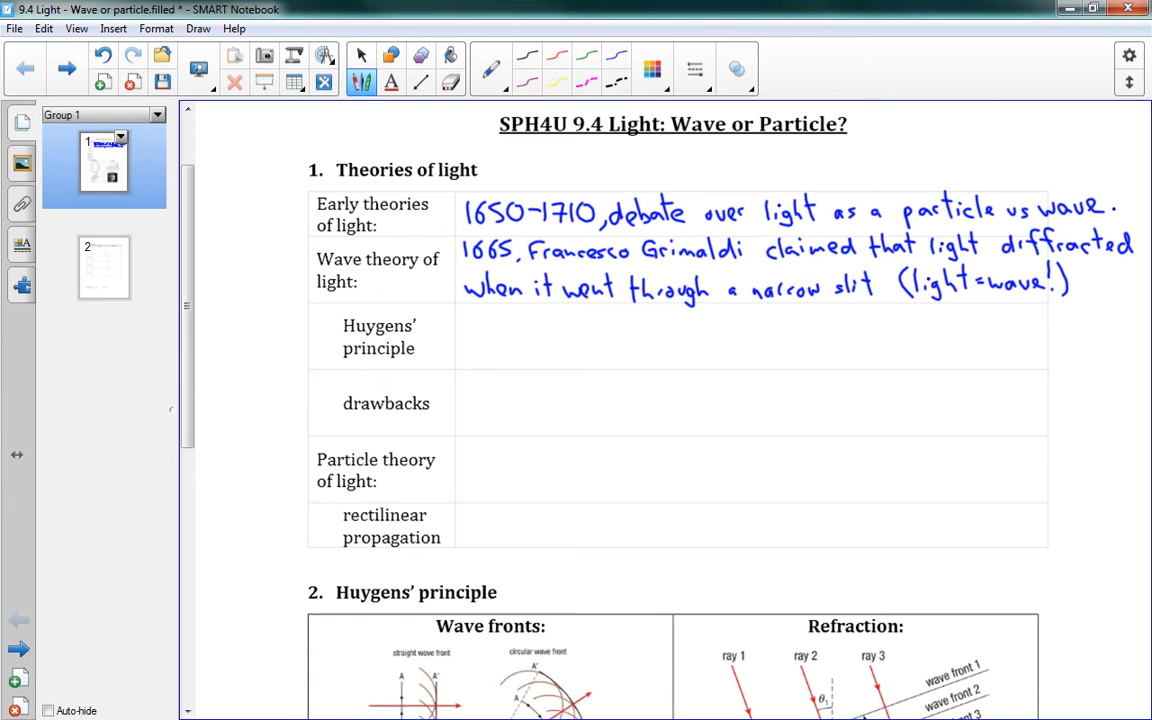 9.4 Light - Wave or particle.filled * - SMART Notebook
File Edit View Insert Format Draw Help
Group 1
1
2
Auto-hide
SPH4U 9.4 Light: Wave or Particle?
1. Theories of light
Early theories
of light:
1650-1710, debate over light as a particle vs wave.
Wave theory of
light:
1665, Francesco Grimaldi claimed that light diffracted
when it went through a narrow slit (light=wave!)
Huygens’
principle
drawbacks
Particle theory
of light:
rectilinear
propagation
2. Huygens’ principle
Wave fronts:
straight wave front
circular wave front
A
A'
A
A'
Refraction:
ray 1
ray 2
ray 3
θ1
wave front 1
wave front 2